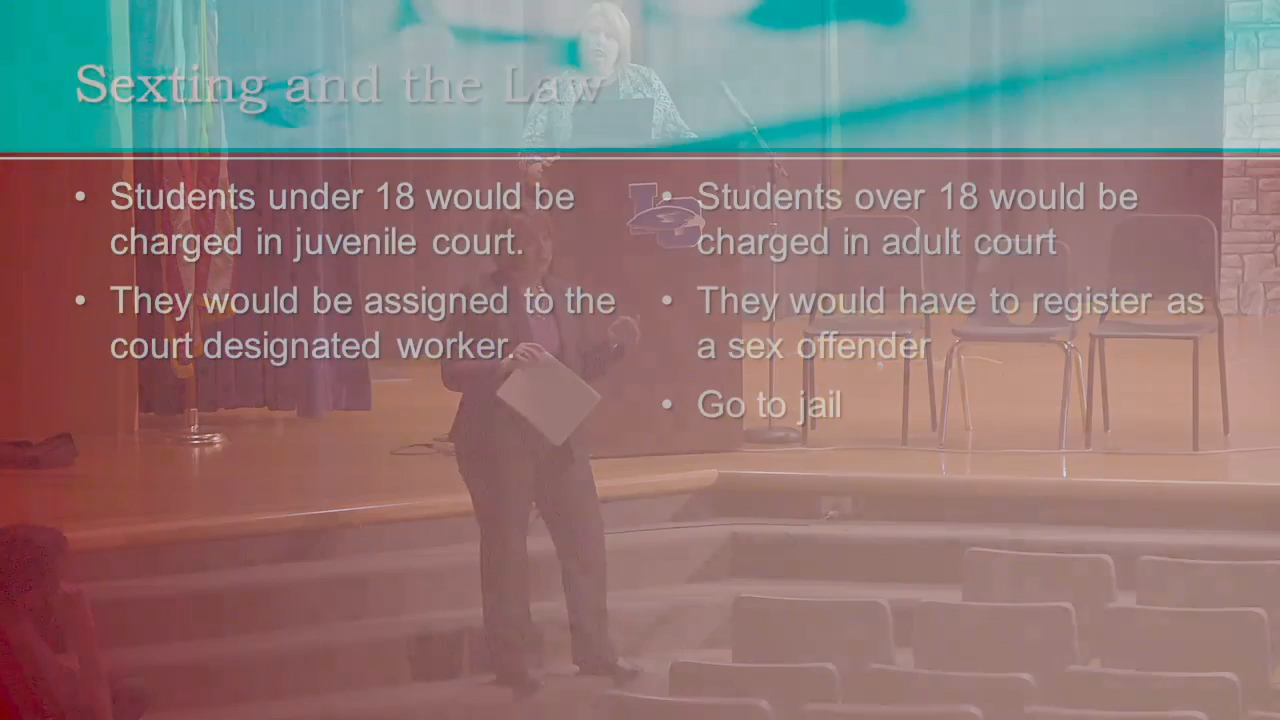 Sexting and the Law
• Students under 18 would be
charged in juvenile court.
• They would be assigned to the
court designated worker.
• Students over 18 would be
charged in adult court
• They would have to register as
a sex offender
• Go to jail